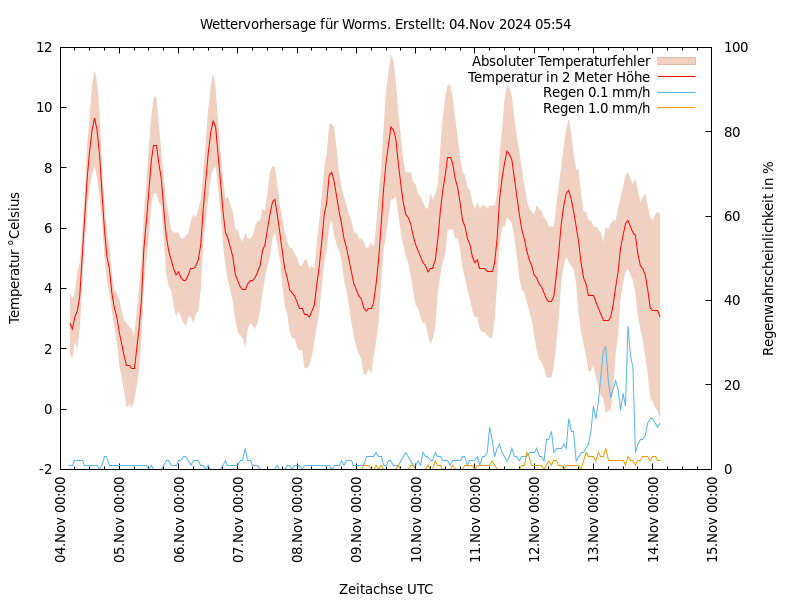 Wettervorhersage für Worms. Erstellt: 04.Nov 2024 05:54
Absoluter Temperaturfehler
Temperatur in 2 Meter Höhe
Regen 0.1 mm/h
Regen 1.0 mm/h
Temperatur °Celsius
12
10
8
6
4
2
0
-2
100
80
60
40
20
0
Regenwahrscheinlichkeit in %
04.Nov 00:00
05.Nov 00:00
06.Nov 00:00
07.Nov 00:00
08.Nov 00:00
09.Nov 00:00
10.Nov 00:00
11.Nov 00:00
12.Nov 00:00
13.Nov 00:00
14.Nov 00:00
15.Nov 00:00
Zeitachse UTC